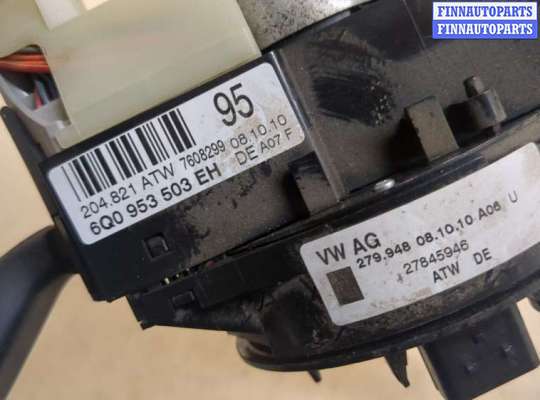 FINNAUTOPARTS
FINNAUTOPARTS
95
204.821 ATW 7608299 08.10.10
6Q0 953 503 EH DE A07 F
VW AG
279.948 08.10.10 A06 U
27845946
ATW DE